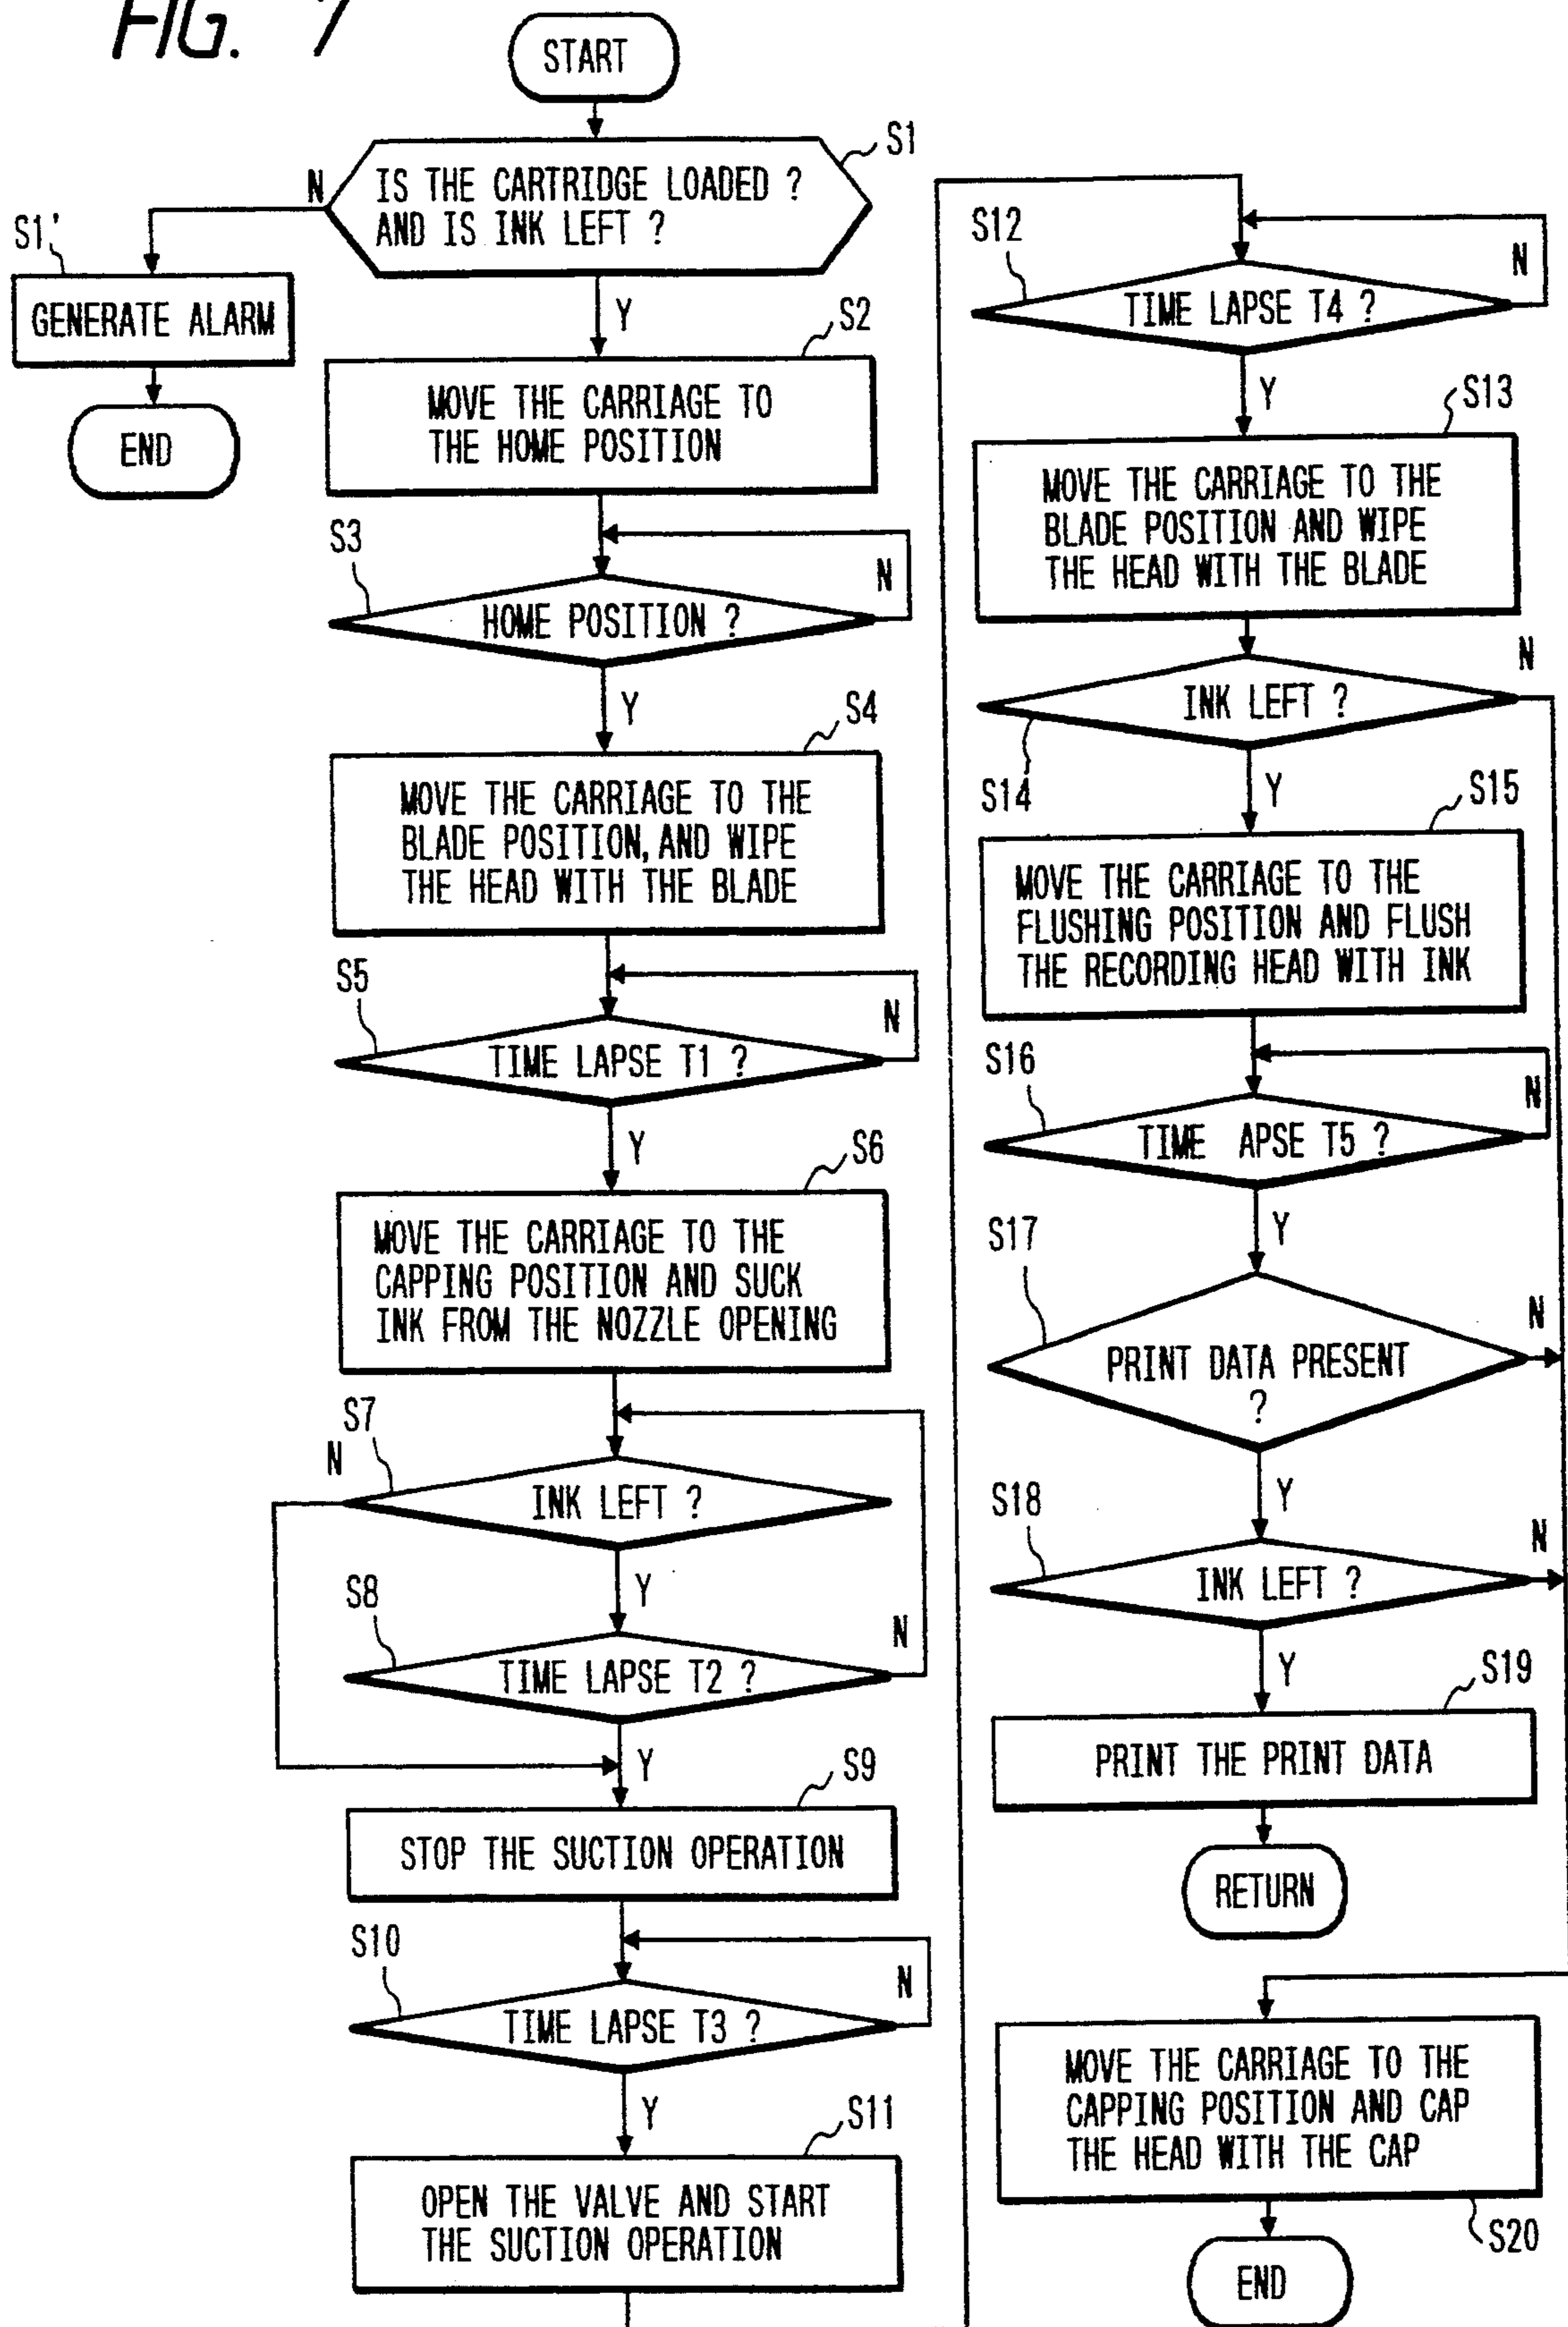 FIG. 7
START
S1
IS THE CARTRIDGE LOADED ?
AND IS INK LEFT ?
N
S1'
GENERATE ALARM
END
Y
S2
MOVE THE CARRIAGE TO
THE HOME POSITION
S3
HOME POSITION ?
N
Y
S4
MOVE THE CARRIAGE TO THE
BLADE POSITION, AND WIPE
THE HEAD WITH THE BLADE
S5
TIME LAPSE T1 ?
N
Y
S6
MOVE THE CARRIAGE TO THE
CAPPING POSITION AND SUCK
INK FROM THE NOZZLE OPENING
S7
N
INK LEFT ?
Y
S8
TIME LAPSE T2 ?
N
Y
S9
STOP THE SUCTION OPERATION
S10
TIME LAPSE T3 ?
N
Y
S11
OPEN THE VALVE AND START
THE SUCTION OPERATION
S12
TIME LAPSE T4 ?
N
Y
S13
MOVE THE CARRIAGE TO THE
BLADE POSITION AND WIPE
THE HEAD WITH THE BLADE
N
INK LEFT ?
S14
Y
S15
MOVE THE CARRIAGE TO THE
FLUSHING POSITION AND FLUSH
THE RECORDING HEAD WITH INK
S16
TIME APSE T5 ?
N
Y
S17
PRINT DATA PRESENT
?
N
Y
S18
INK LEFT ?
N
Y
S19
PRINT THE PRINT DATA
RETURN
MOVE THE CARRIAGE TO THE
CAPPING POSITION AND CAP
THE HEAD WITH THE CAP
S20
END